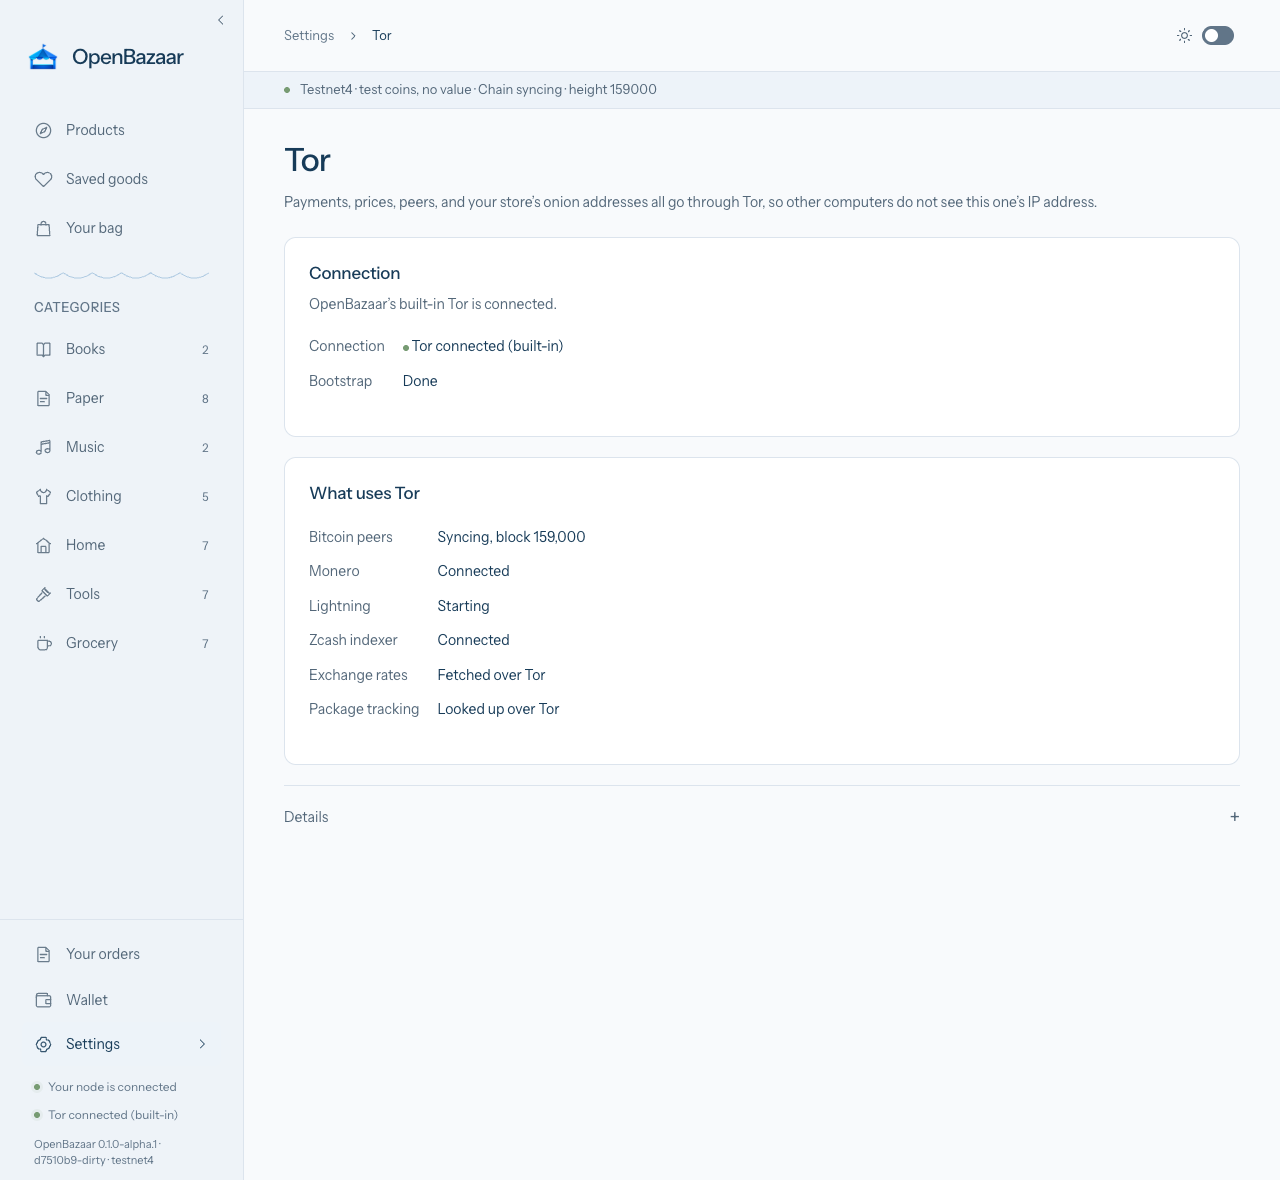 OpenBazaar
Products
Saved goods
Your bag
CATEGORIES
Books 2
Paper 8
Music 2
Clothing 5
Home 7
Tools 7
Grocery 7
Your orders
Wallet
Settings
Your node is connected
Tor connected (built-in)
OpenBazaar 0.1.0-alpha.1 ·
d7510b9-dirty · testnet4
Settings > Tor
Testnet4 · test coins, no value · Chain syncing · height 159000
Tor
Payments, prices, peers, and your store’s onion addresses all go through Tor, so other computers do not see this one’s IP address.
Connection
OpenBazaar’s built-in Tor is connected.
Connection Tor connected (built-in)
Bootstrap Done
What uses Tor
Bitcoin peers Syncing, block 159,000
Monero Connected
Lightning Starting
Zcash indexer Connected
Exchange rates Fetched over Tor
Package tracking Looked up over Tor
Details +